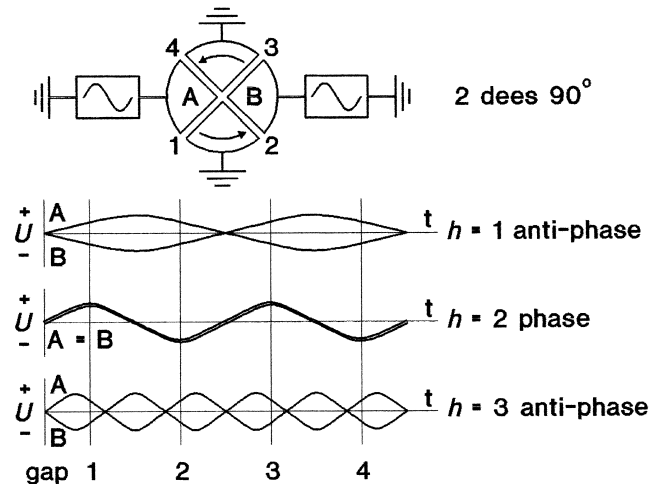 4 3
A B
1 2
2 dees 90°
+ A
U t h = 1 anti-phase
− B
+
U t h = 2 phase
− A = B
+ A
U t h = 3 anti-phase
− B
gap 1 2 3 4